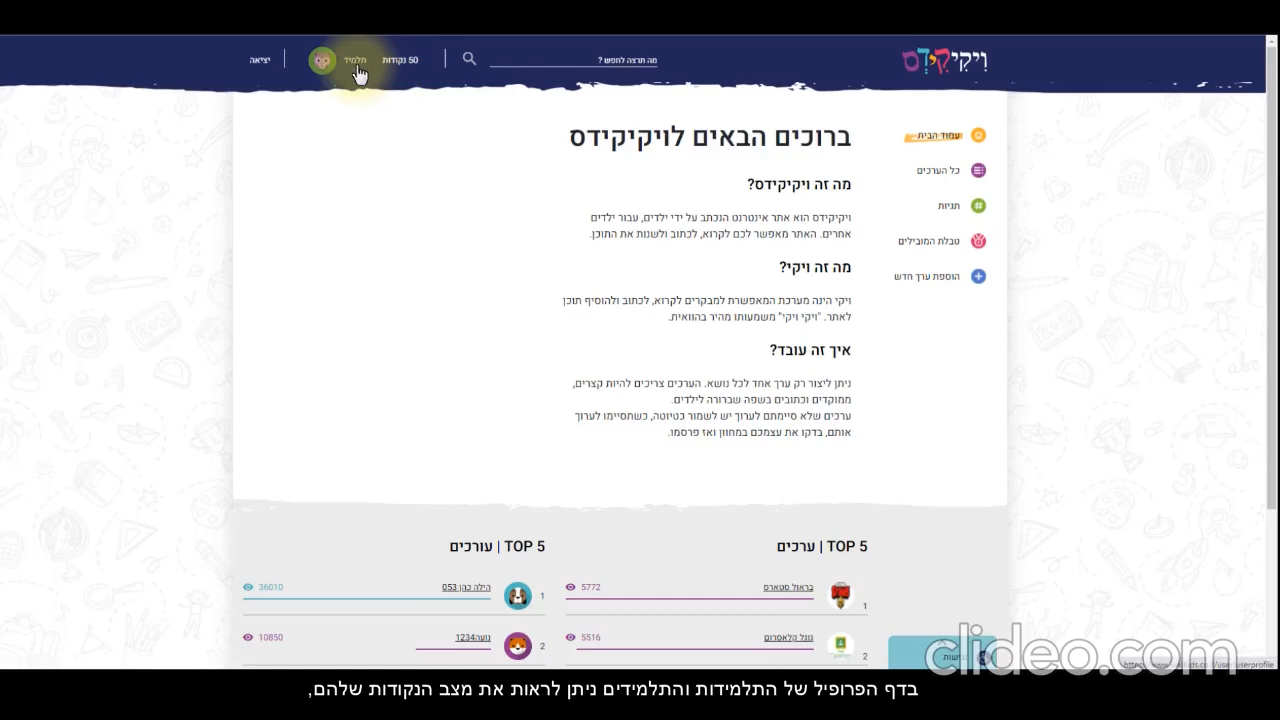 ויקיקידס
מה תרצה לחפש ?
50 נקודות
תלמיד
יציאה
עמוד הבית
כל הערכים
תגיות
טבלת המובילים
הוספת ערך חדש
ברוכים הבאים לויקיקידס
מה זה ויקיקידס?
ויקיקידס הוא אתר אינטרנט הנכתב על ידי ילדים, עבור ילדים
אחרים. האתר מאפשר לכם לקרוא, לכתוב ולשנות את התוכן.
מה זה ויקי?
ויקי הינה מערכת המאפשרת למבקרים לקרוא, לכתוב ולהוסיף תוכן
לאתר. "ויקי ויקי" משמעותו מהיר בהוואית.
איך זה עובד?
ניתן ליצור רק ערך אחד לכל נושא. הערכים צריכים להיות קצרים,
ממוקדים וכתובים בשפה שברורה לילדים.
ערכים שלא סיימתם לערוך יש לשמור כטיוטה, כשתסיימו לערוך
אותם, בדקו את עצמכם במחוון ואז פרסמו.
TOP 5 | ערכים
1
בראול סטארס
5772
2
גוגל קלאסרום
5516
TOP 5 | עורכים
1
הילה כהן 053
36010
2
נועה1234
10850
clideo.com
בדף הפרופיל של התלמידות והתלמידים ניתן לראות את מצב הנקודות שלהם,